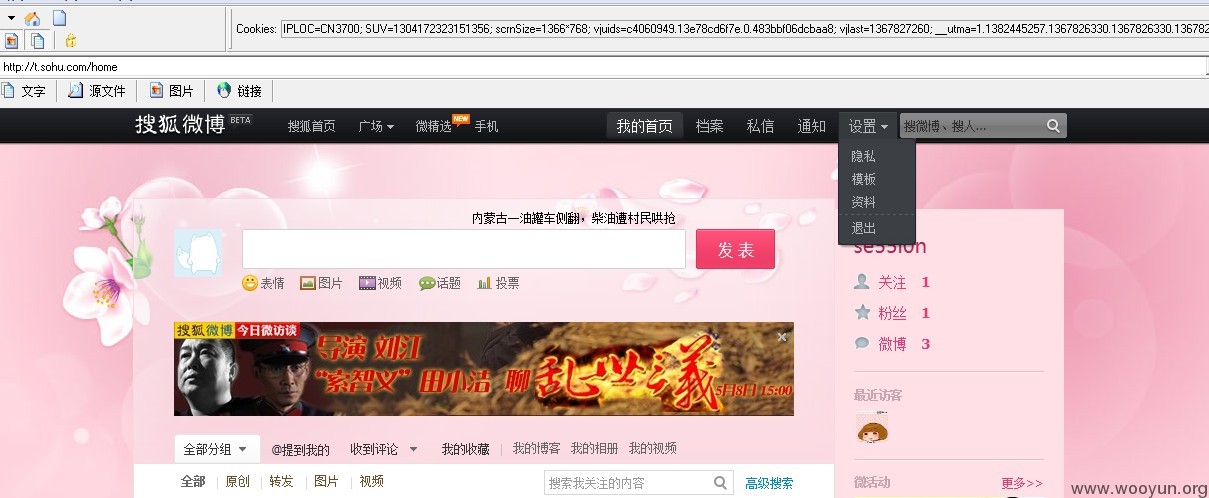 Cookies: IPLOC=CN3700; SUV=1304172323151356; scrnSize=1366*768; vjuids=c4060949.13e78cd6f7e.0.483bbf06dcbaa8; vjlast=1367827260; __utma=1.1382445257.1367826330.1367826330.13678
http://t.sohu.com/home
文字 源文件 图片 链接
搜狐微博 BETA 搜狐首页 广场 微精选 NEW 手机 我的首页 档案 私信 通知 设置 搜微博、搜人...
隐私
模板
资料
退出
内蒙古一油罐车侧翻，柴油遭村民哄抢
发表
表情 图片 视频 话题 投票
se55i0n
关注 1
粉丝 1
微博 3
搜狐微博 今日微访谈
导演 刘江
“索智义” 田小洁 聊 乱世三義 5月8日 15:00
最近访客
全部分组 @提到我的 收到评论 我的收藏 我的博客 我的相册 我的视频
全部 原创 转发 图片 视频 搜索我关注的内容 高级搜索
微活动 更多>>
www.wooyun.org